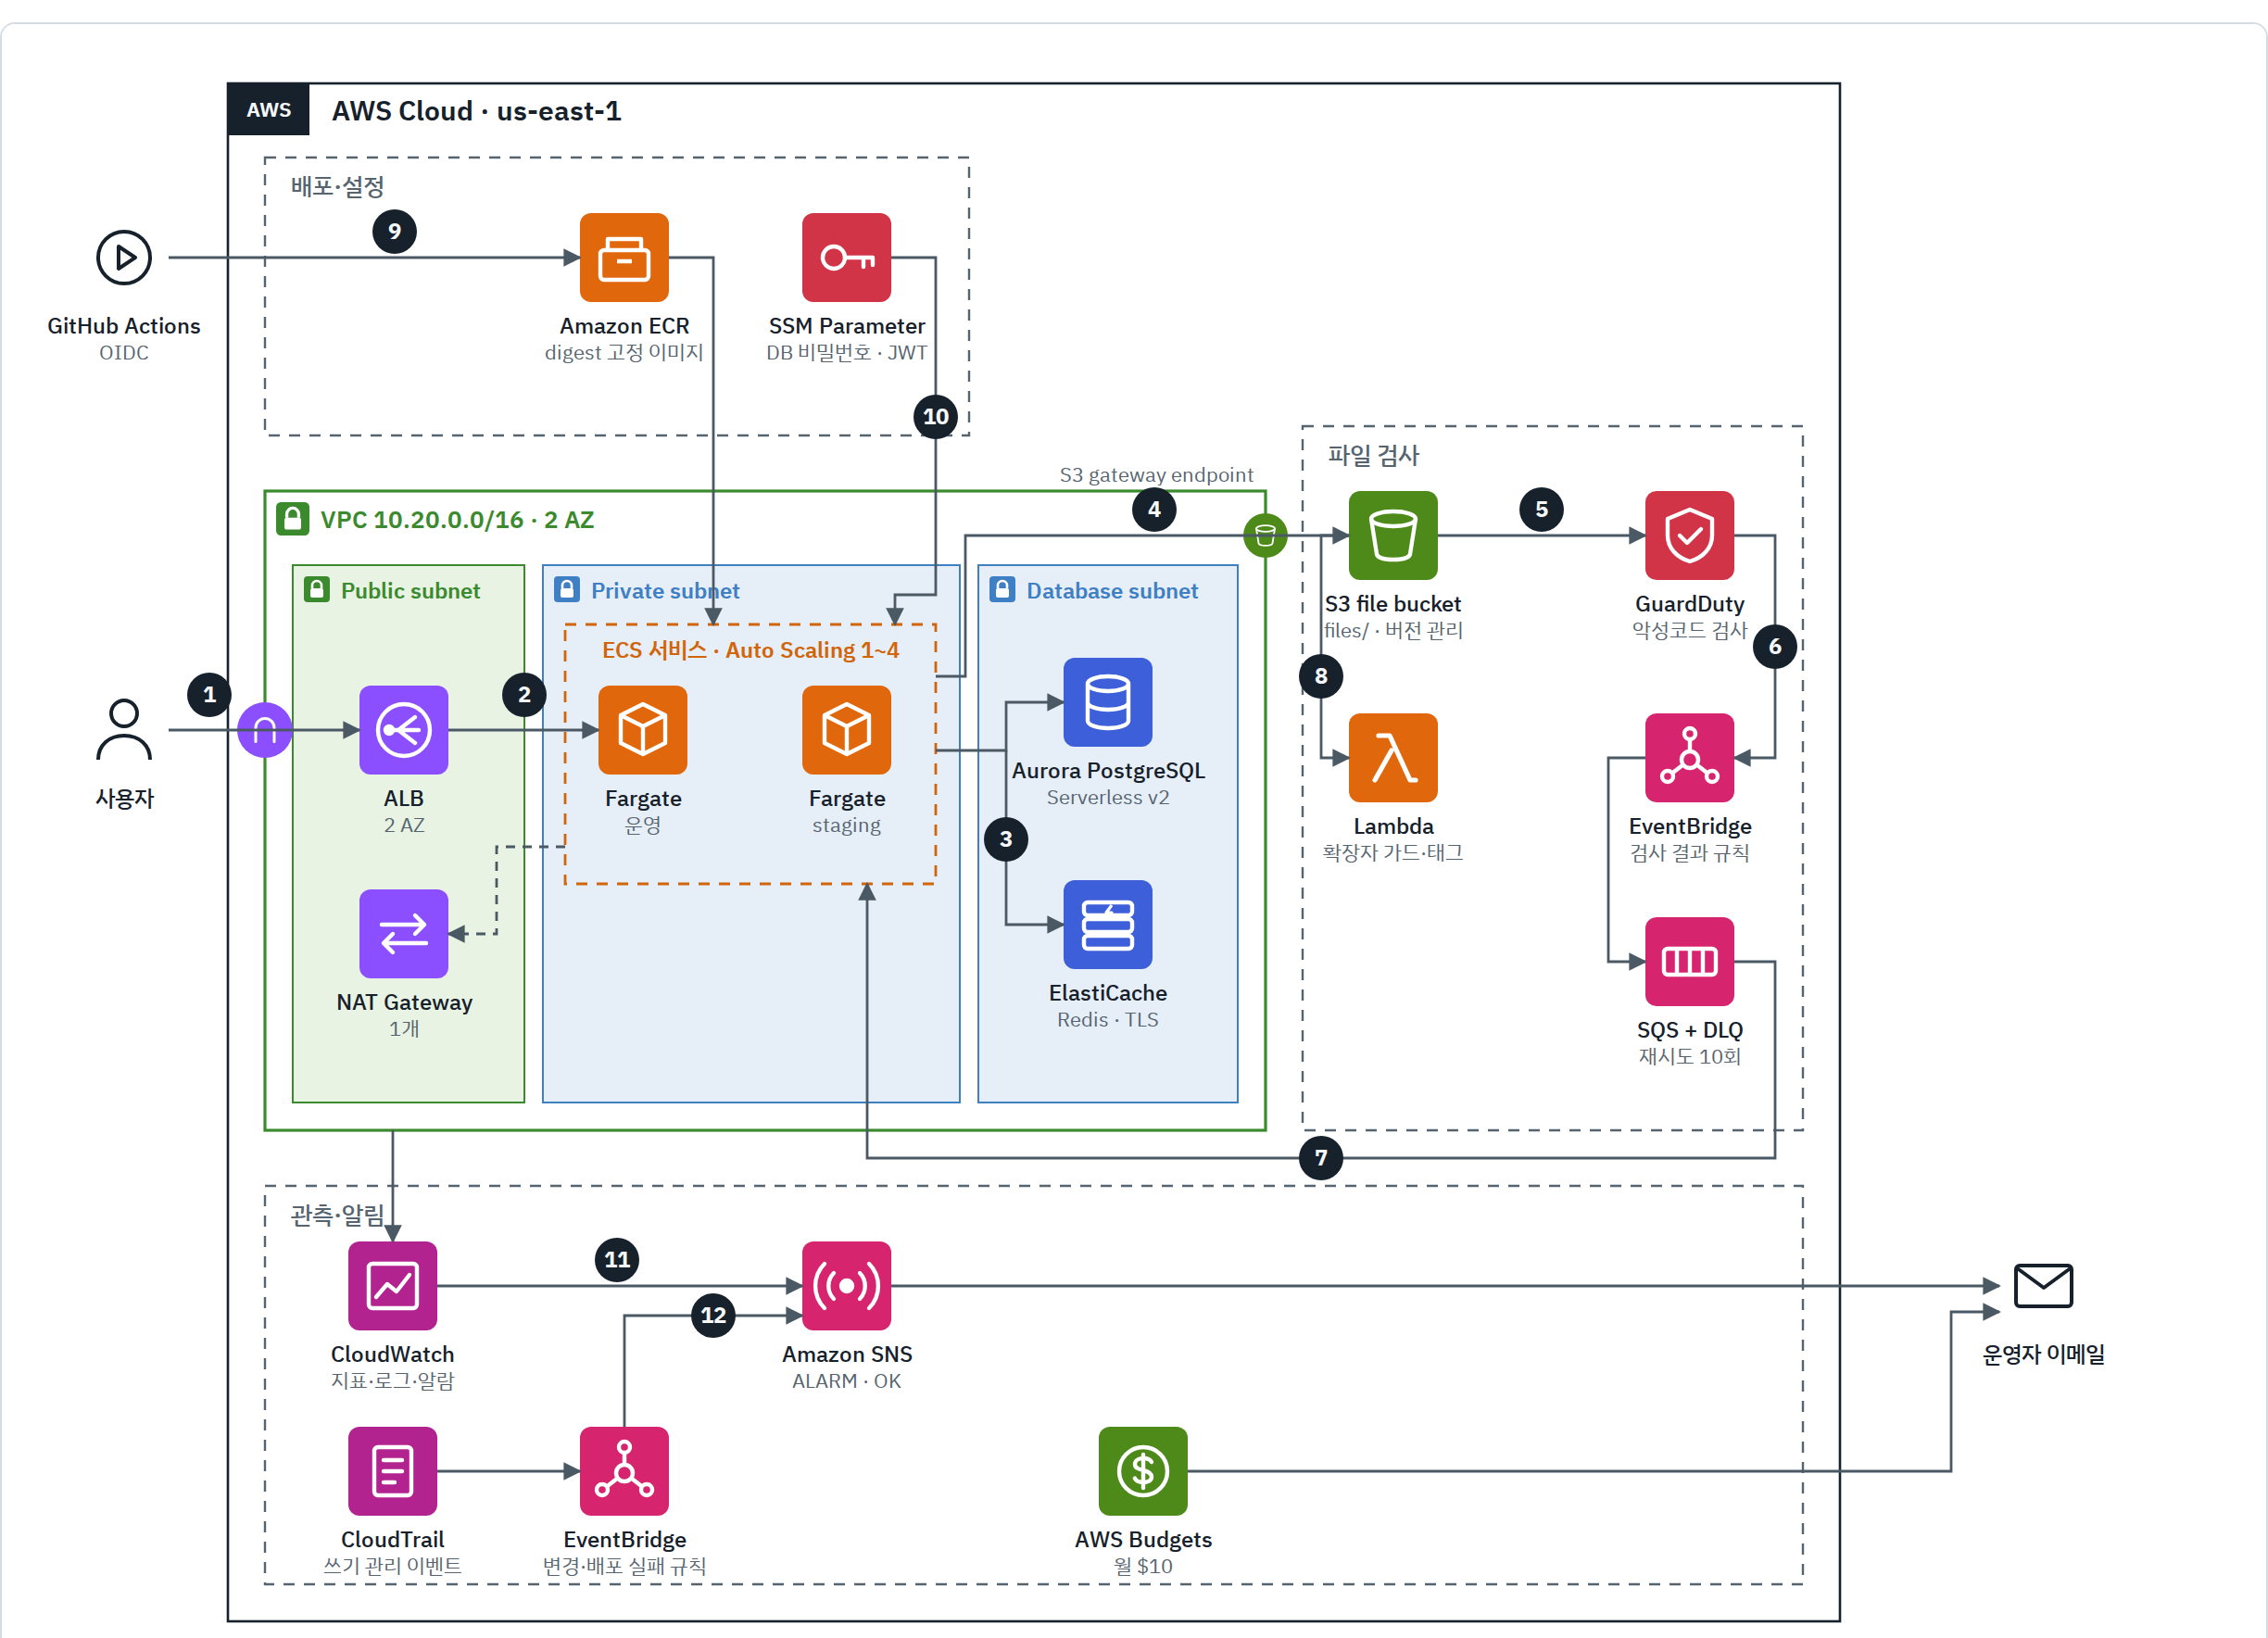 AWS
AWS Cloud · us-east-1
배포·설정
9
GitHub Actions
OIDC
Amazon ECR
digest 고정 이미지
SSM Parameter
DB 비밀번호 · JWT
10
S3 gateway endpoint
4
VPC 10.20.0.0/16 · 2 AZ
Public subnet
Private subnet
Database subnet
ECS 서비스 · Auto Scaling 1~4
1
2
사용자
ALB
2 AZ
Fargate
운영
Fargate
staging
Aurora PostgreSQL
Serverless v2
3
NAT Gateway
1개
ElastiCache
Redis · TLS
파일 검사
5
S3 file bucket
files/ · 버전 관리
GuardDuty
악성코드 검사
6
8
Lambda
확장자 가드·태그
EventBridge
검사 결과 규칙
SQS + DLQ
재시도 10회
7
관측·알림
11
12
CloudWatch
지표·로그·알람
Amazon SNS
ALARM · OK
운영자 이메일
CloudTrail
쓰기 관리 이벤트
EventBridge
변경·배포 실패 규칙
AWS Budgets
월 $10